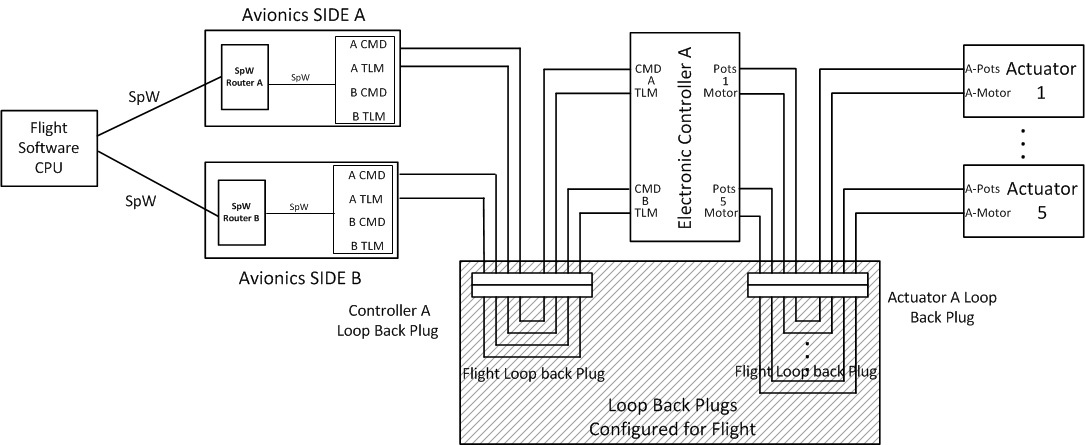 Avionics SIDE A
SpW
Router A
SpW
A CMD
A TLM
B CMD
B TLM
SpW
Flight
Software
CPU
SpW
SpW
Router B
SpW
A CMD
A TLM
B CMD
B TLM
Avionics SIDE B
CMD
A
TLM
CMD
B
TLM
Electronic Controller A
Pots
1
Motor
Pots
5
Motor
A-Pots
A-Motor
Actuator
1
A-Pots
A-Motor
Actuator
5
Controller A
Loop Back Plug
Actuator A Loop
Back Plug
Flight Loop back Plug
Flight Loop back Plug
Loop Back Plugs
Configured for Flight